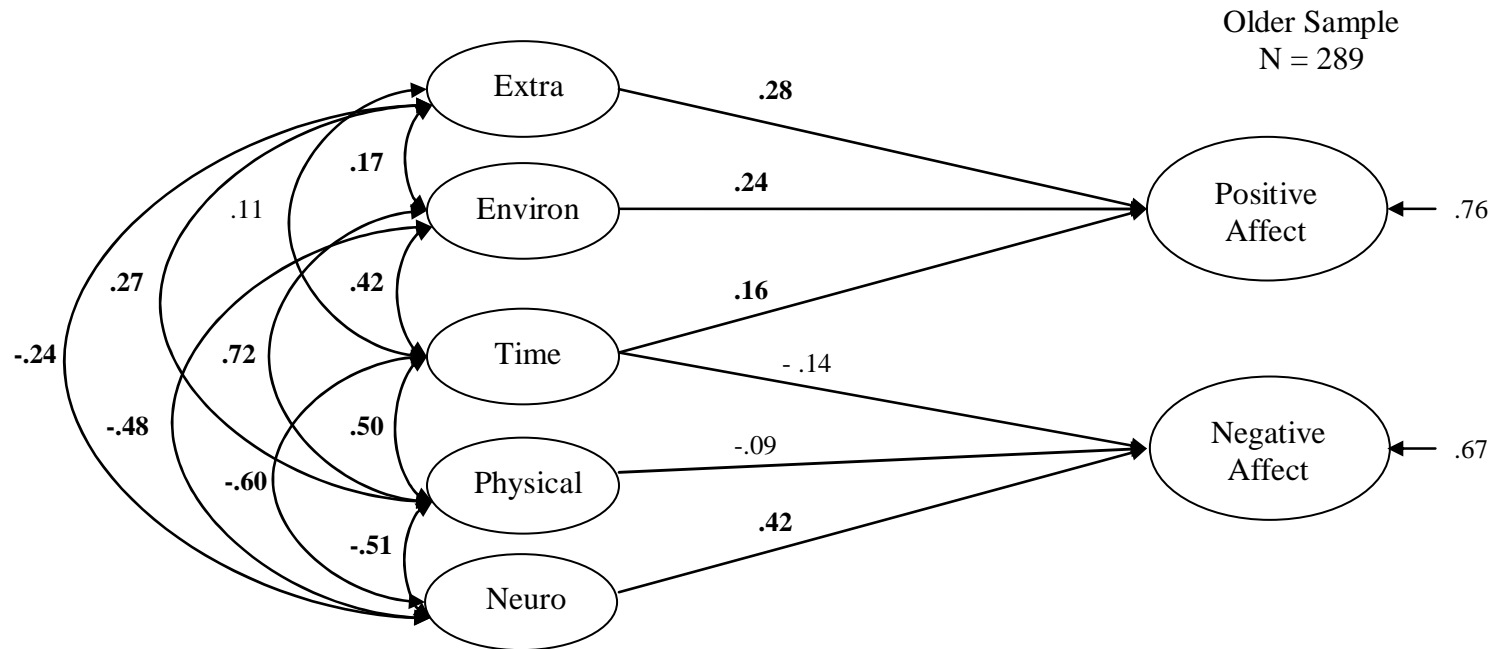 Older Sample
N = 289
Extra
.28
.17
Environ
.24
Positive
Affect
.76
.11
.27
.42
.16
-.24
.72
Time
- .14
-.48
.50
-.09
Negative
Affect
.67
-.60
Physical
.42
-.51
Neuro